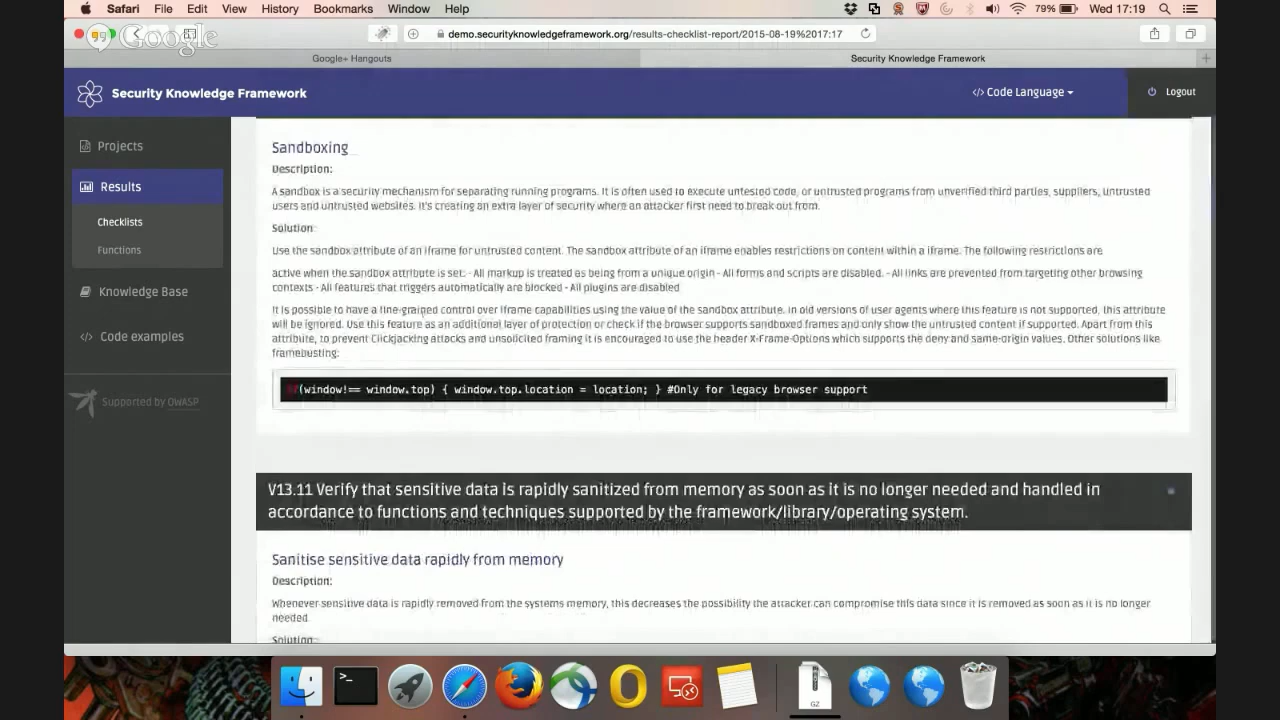 Safari File Edit View History Bookmarks Window Help 79% Wed 17:19
Google
demo.securityknowledgeframework.org/results-checklist-report/2015-08-19%2017:17
Google+ Hangouts
Security Knowledge Framework
Security Knowledge Framework
</> Code Language
Logout
Projects
Results
Checklists
Functions
Knowledge Base
</> Code examples
Supported by OWASP
Sandboxing
Description:
A sandbox is a security mechanism for separating running programs. It is often used to execute untested code, or untrusted programs from unverified third parties, suppliers, untrusted
users and untrusted websites. It's creating an extra layer of security where an attacker first need to break out from.
Solution:
Use the sandbox attribute of an iframe for untrusted content. The sandbox attribute of an iframe enables restrictions on content within a iframe. The following restrictions are
active when the sandbox attribute is set: - All markup is created as being from a unique origin - All forms and scripts are disabled. - All links are prevented from targeting other browsing
contexts - All features that triggers automatically are blocked - All plugins are disabled
It is possible to have a fine-grained control over iframe capabilities using the value of the sandbox attribute. In old versions of user agents where this feature is not supported, this attribute
will be ignored. Use this feature as an additional layer of protection or check if the browser supports sandboxed frames and only show the untrusted content if supported. Apart from this
attribute, to prevent Clickjacking attacks and unsolicited framing it is encouraged to use the header X-Frame-Options which supports the deny and same-origin values. Other solutions like
framebusting:
if(window!== window.top) { window.top.location = location; } #Only for legacy browser support
V13.11 Verify that sensitive data is rapidly sanitized from memory as soon as it is no longer needed and handled in
accordance to functions and techniques supported by the framework/library/operating system.
Sanitise sensitive data rapidly from memory
Description:
Whenever sensitive data is rapidly removed from the systems memory, this decreases the possibility the attacker can compromise this data since it is removed as soon as it is no longer
needed
Solution:
GZ